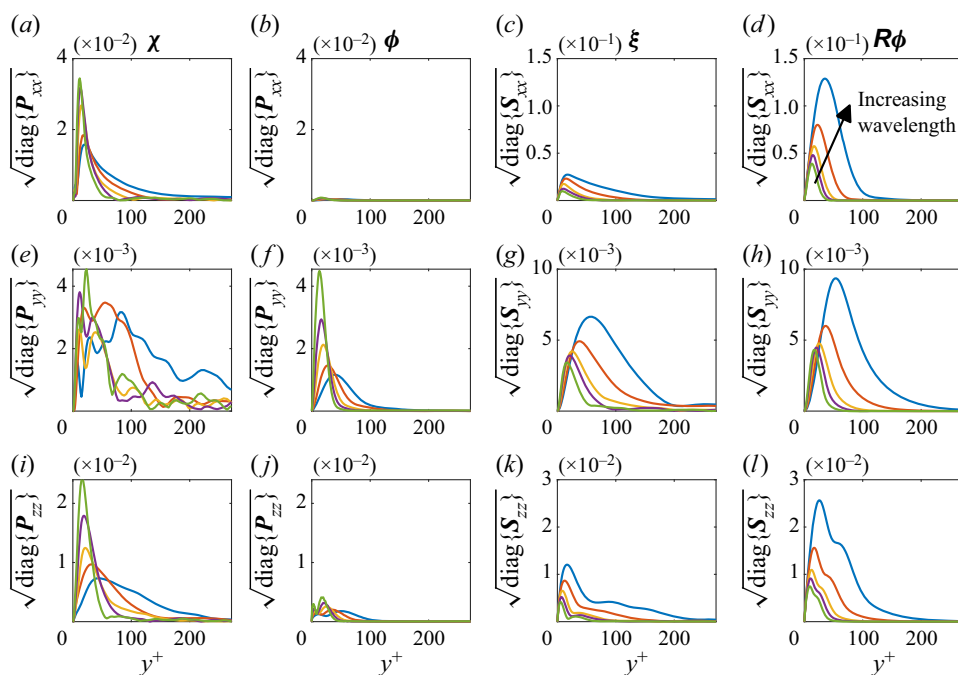 (a) (×10⁻²) χ (b) (×10⁻²) ϕ (c) (×10⁻¹) ξ (d) (×10⁻¹) Rϕ
√diag{Pxx} 4 2 0 100 200
√diag{Pxx} 4 2 0 200
√diag{Sxx} 1.5 1.0 0.5 0 100 200
√diag{Sxx} 1.5 1.0 0.5 0 100 200
Increasing
wavelength
(e) (×10⁻³) (f) (×10⁻³) (g) (×10⁻³) (h) (×10⁻³)
√diag{Pyy} 4 2 0 100 200
√diag{Pyy} 4 2 0 100 200
√diag{Syy} 10 5 0 100 200
√diag{Syy} 10 5 0 100 200
(i) (×10⁻²) (j) (×10⁻²) (k) (×10⁻²) (l) (×10⁻²)
√diag{Pzz} 2 1 0 100 200
√diag{Pzz} 2 1 0 100 200
√diag{Szz} 3 2 1 0 100 200
√diag{Szz} 3 2 1 0 100 200
y⁺ y⁺ y⁺ y⁺